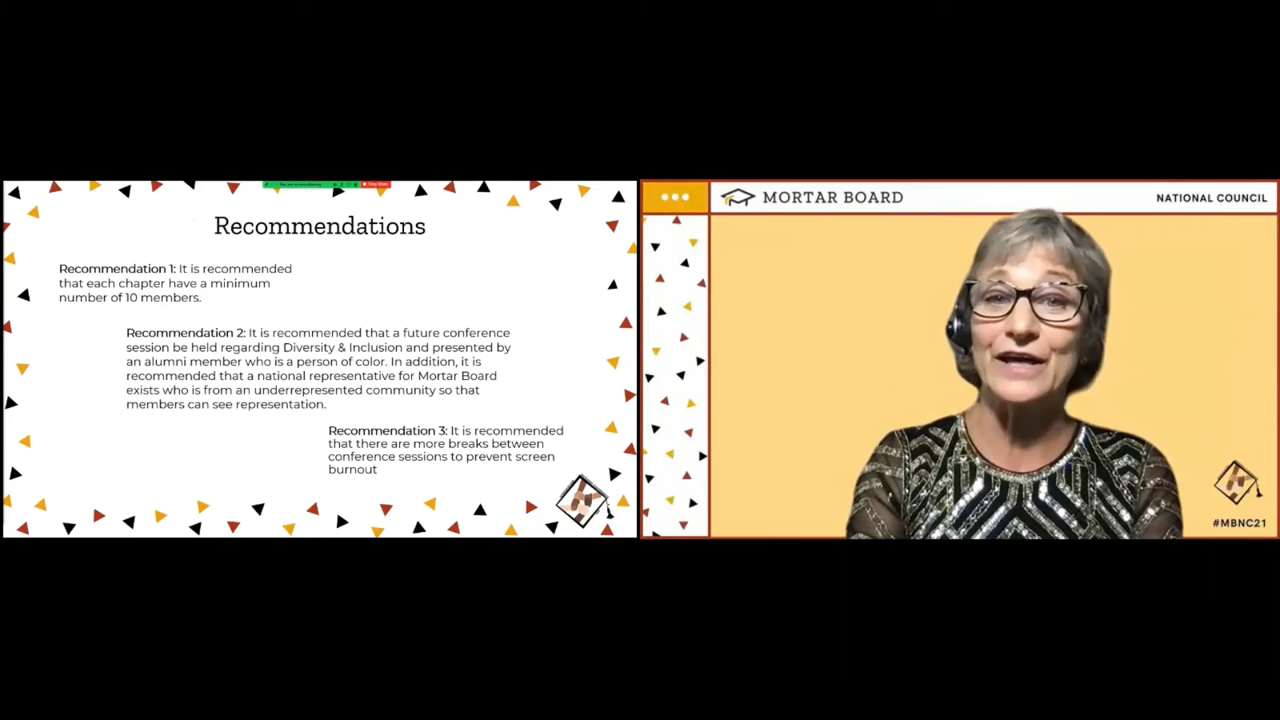 Recommendations
Recommendation 1: It is recommended
that each chapter have a minimum
number of 10 members.
Recommendation 2: It is recommended that a future conference
session be held regarding Diversity & Inclusion and presented by
an alumni member who is a person of color. In addition, it is
recommended that a national representative for Mortar Board
exists who is from an underrepresented community so that
members can see representation.
Recommendation 3: It is recommended
that there are more breaks between
conference sessions to prevent screen
burnout
MORTAR BOARD
NATIONAL COUNCIL
#MBNC21